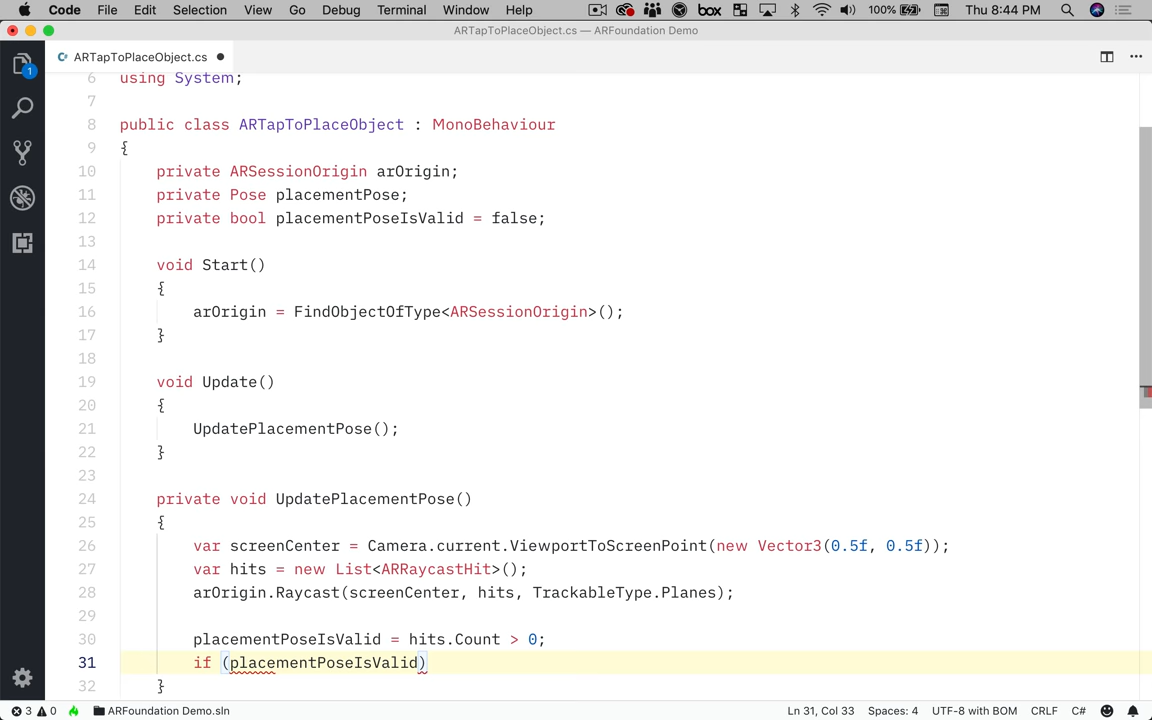 Code File Edit Selection View Go Debug Terminal Window Help box 100% Thu 8:44 PM
ARTapToPlaceObject.cs — ARFoundation Demo
1 ARTapToPlaceObject.cs
6 using System;
7
8 public class ARTapToPlaceObject : MonoBehaviour
9 {
10 private ARSessionOrigin arOrigin;
11 private Pose placementPose;
12 private bool placementPoseIsValid = false;
13
14 void Start()
15 {
16 arOrigin = FindObjectOfType<ARSessionOrigin>();
17 }
18
19 void Update()
20 {
21 UpdatePlacementPose();
22 }
23
24 private void UpdatePlacementPose()
25 {
26 var screenCenter = Camera.current.ViewportToScreenPoint(new Vector3(0.5f, 0.5f));
27 var hits = new List<ARRaycastHit>();
28 arOrigin.Raycast(screenCenter, hits, TrackableType.Planes);
29
30 placementPoseIsValid = hits.Count > 0;
31 if (placementPoseIsValid)
32 }
3 0 ARFoundation Demo.sln Ln 31, Col 33 Spaces: 4 UTF-8 with BOM CRLF C#